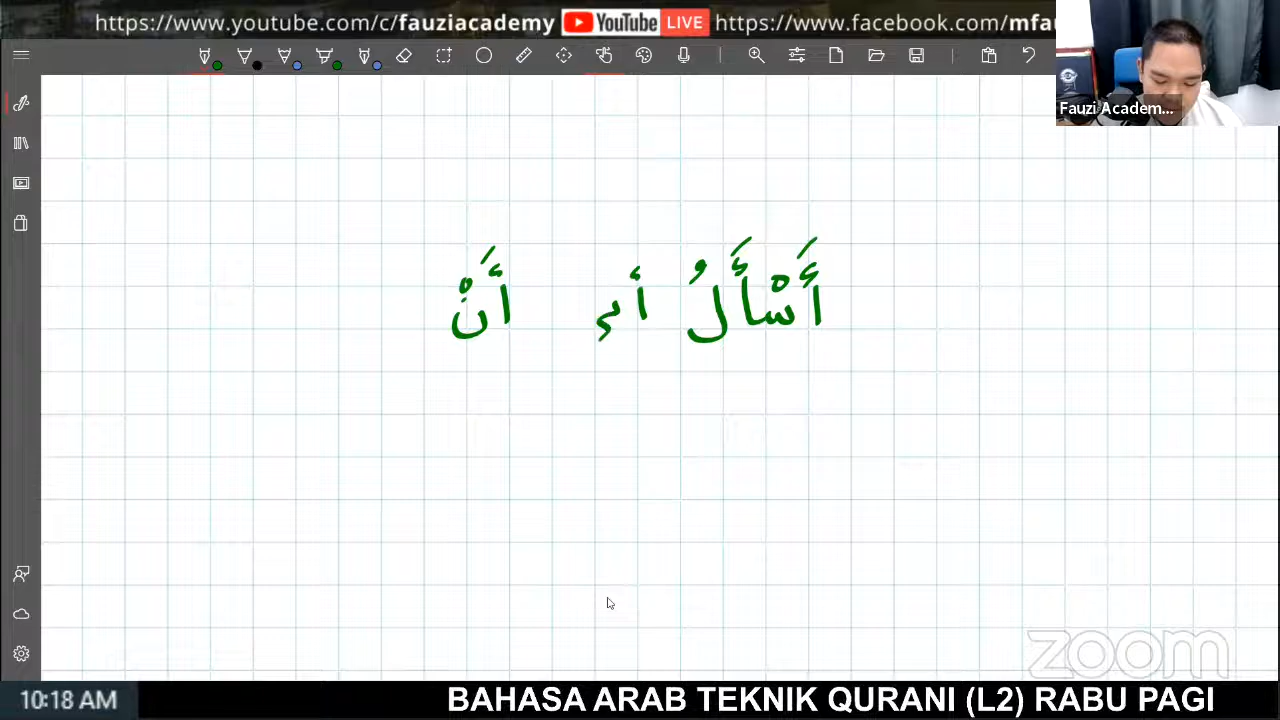 https://www.youtube.com/c/fauziacademy YouTube LIVE https://www.facebook.com/mfau
Fauzi Academ...
أَسْأَلُ أم أَنْ
zoom
10:18 AM BAHASA ARAB TEKNIK QURANI (L2) RABU PAGI